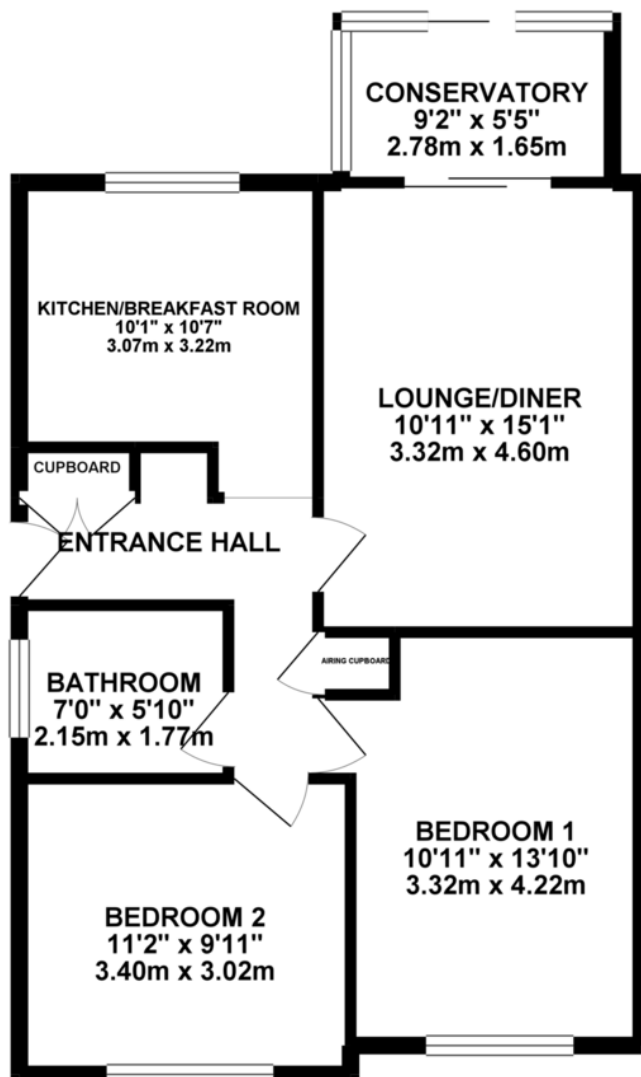 CONSERVATORY
9'2" x 5'5"
2.78m x 1.65m
KITCHEN/BREAKFAST ROOM
10'1" x 10'7"
3.07m x 3.22m
LOUNGE/DINER
10'11" x 15'1"
3.32m x 4.60m
CUPBOARD
ENTRANCE HALL
AIRING CUPBOARD
BATHROOM
7'0" x 5'10"
2.15m x 1.77m
BEDROOM 1
10'11" x 13'10"
3.32m x 4.22m
BEDROOM 2
11'2" x 9'11"
3.40m x 3.02m